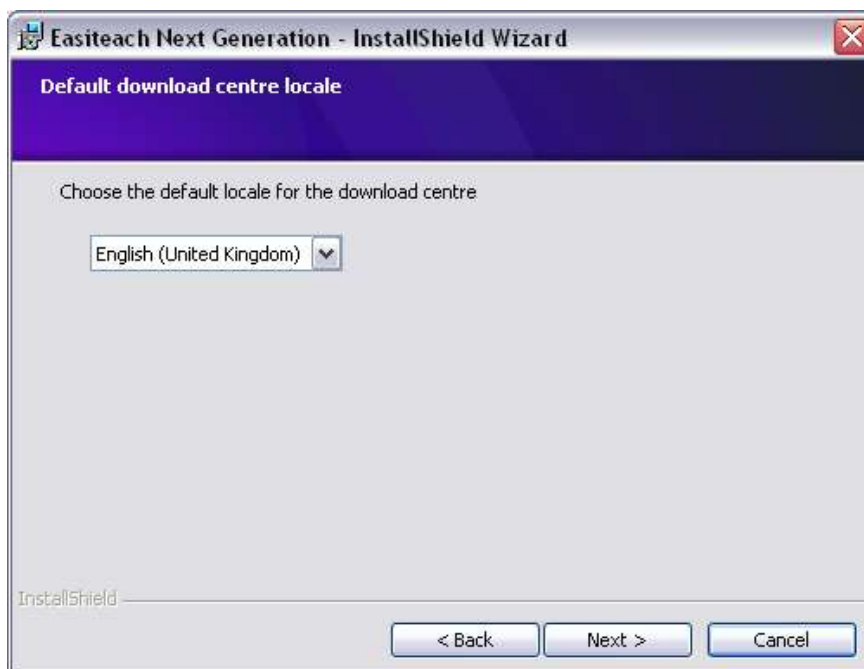 Easiteach Next Generation - InstallShield Wizard
Default download centre locale
Choose the default locale for the download centre
English (United Kingdom)
InstallShield
< Back
Next >
Cancel